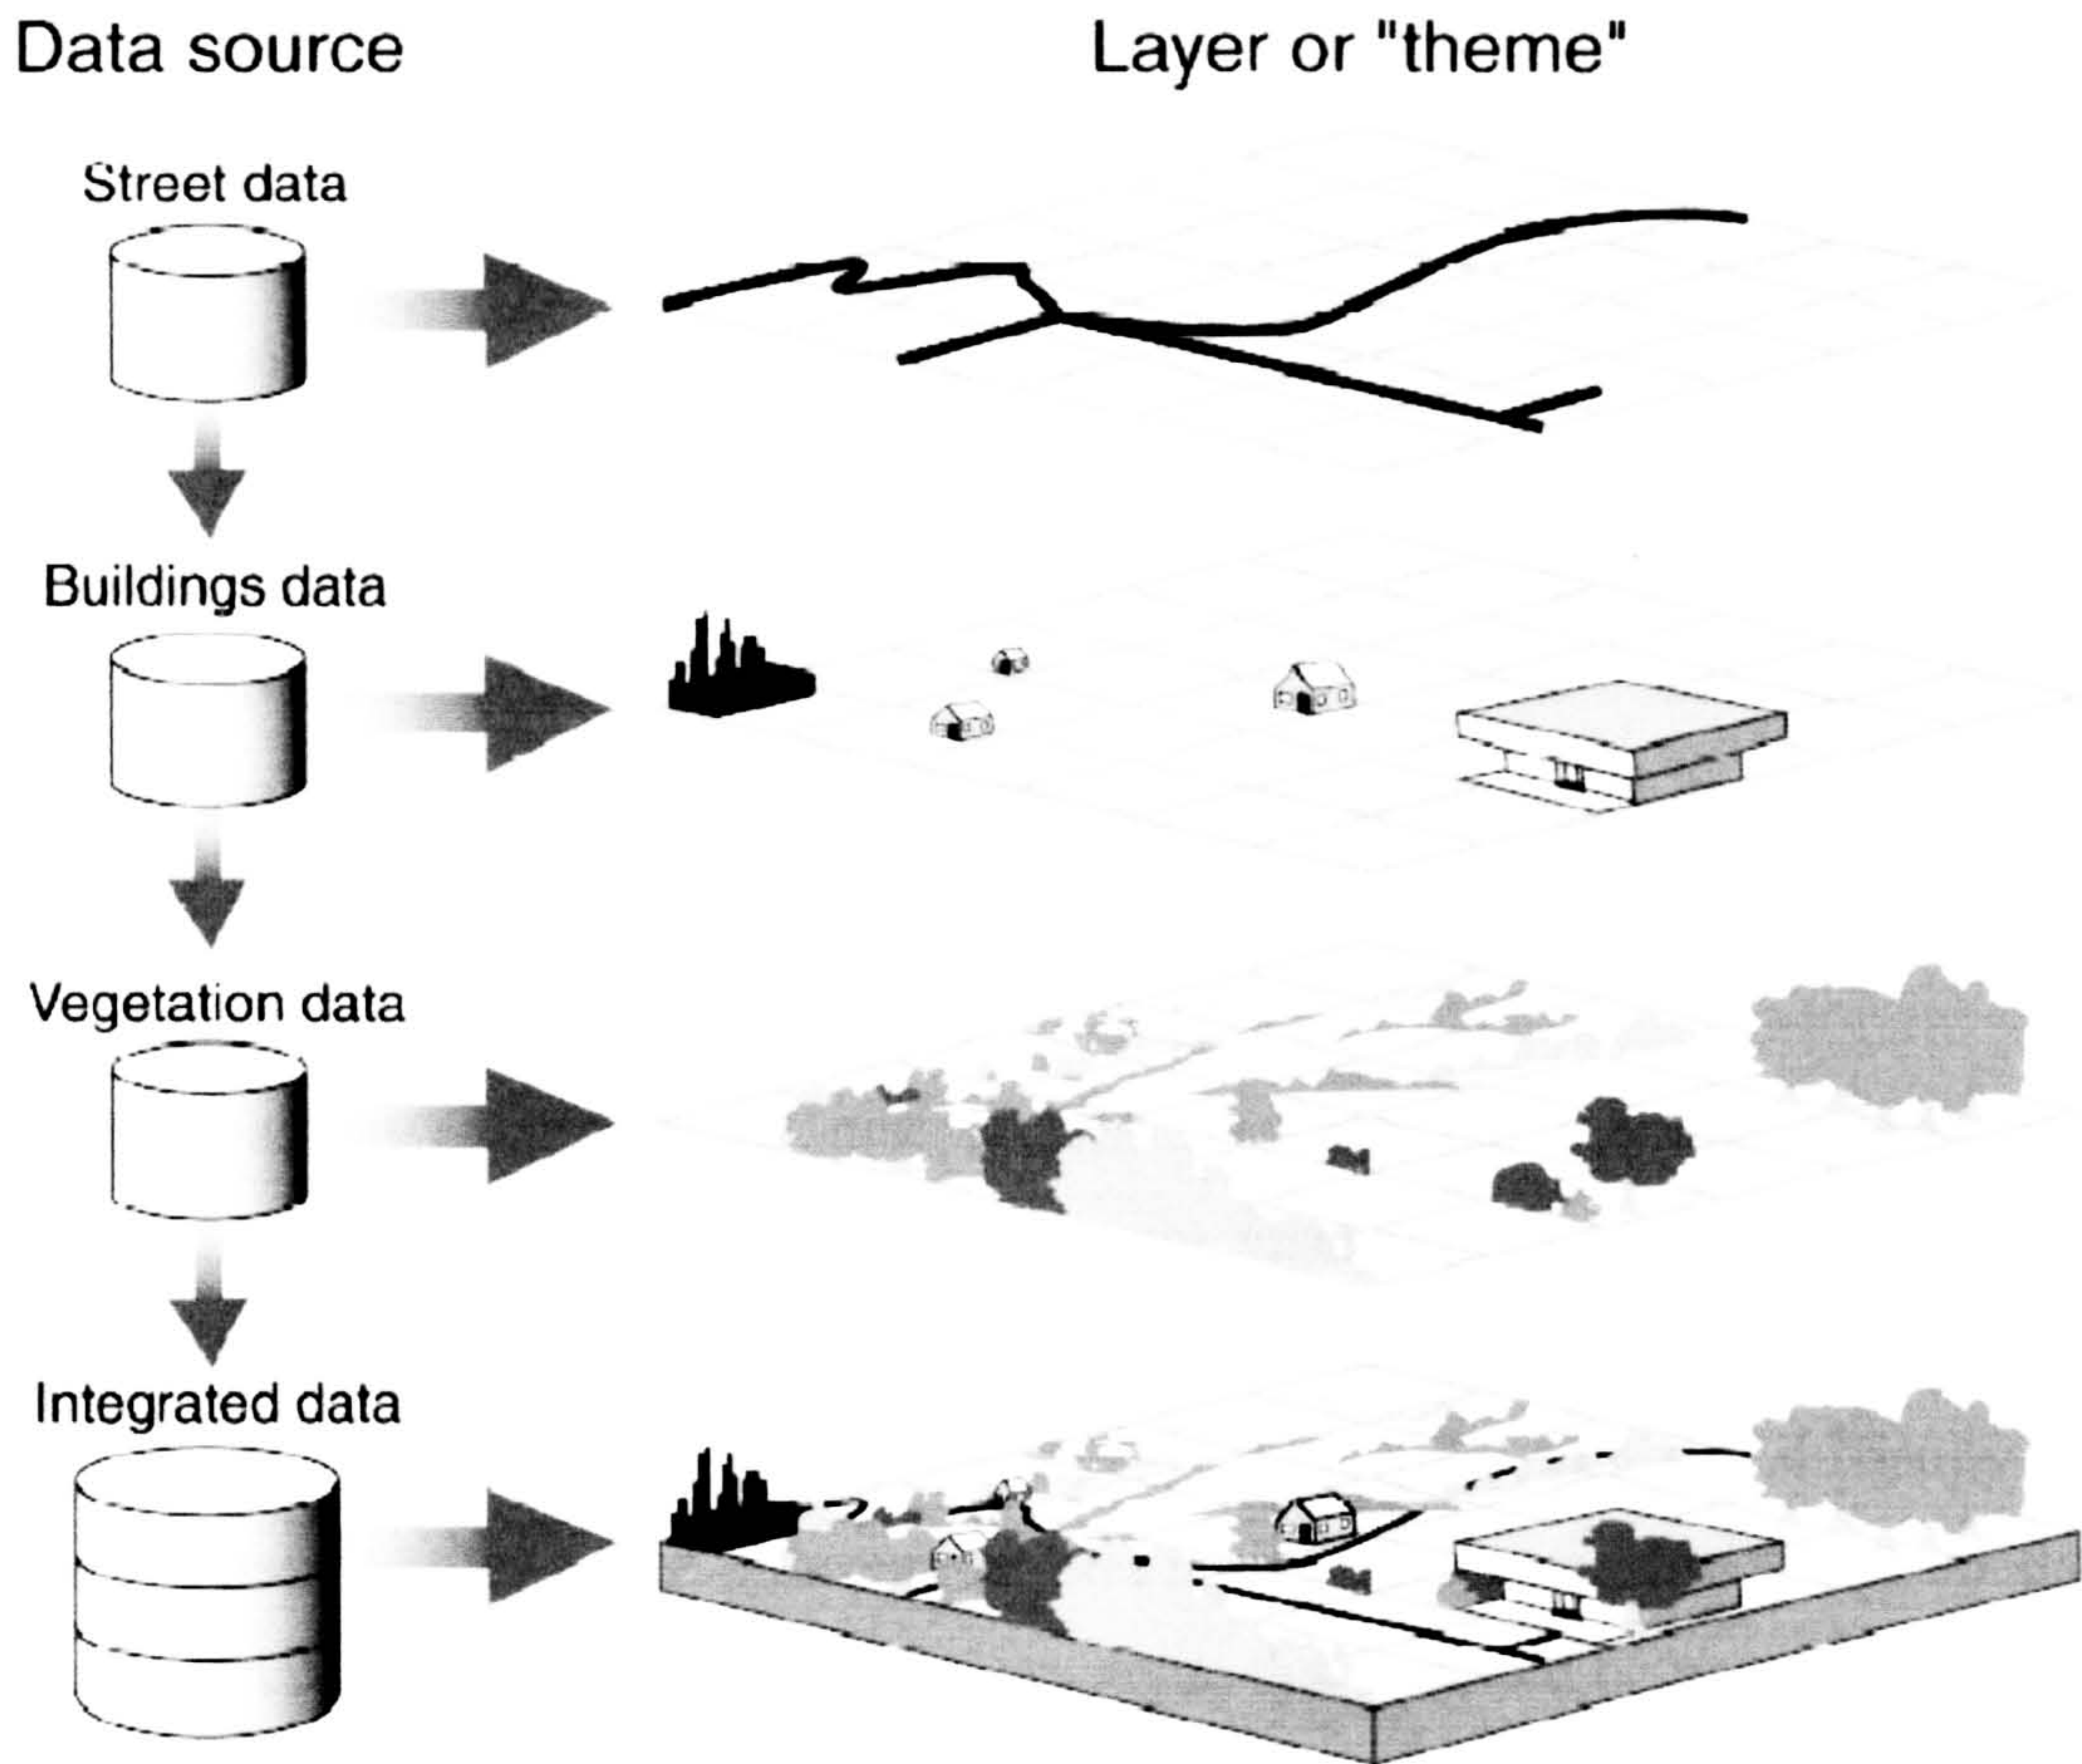 Data source
Layer or "theme"
Street data
Buildings data
Vegetation data
Integrated data